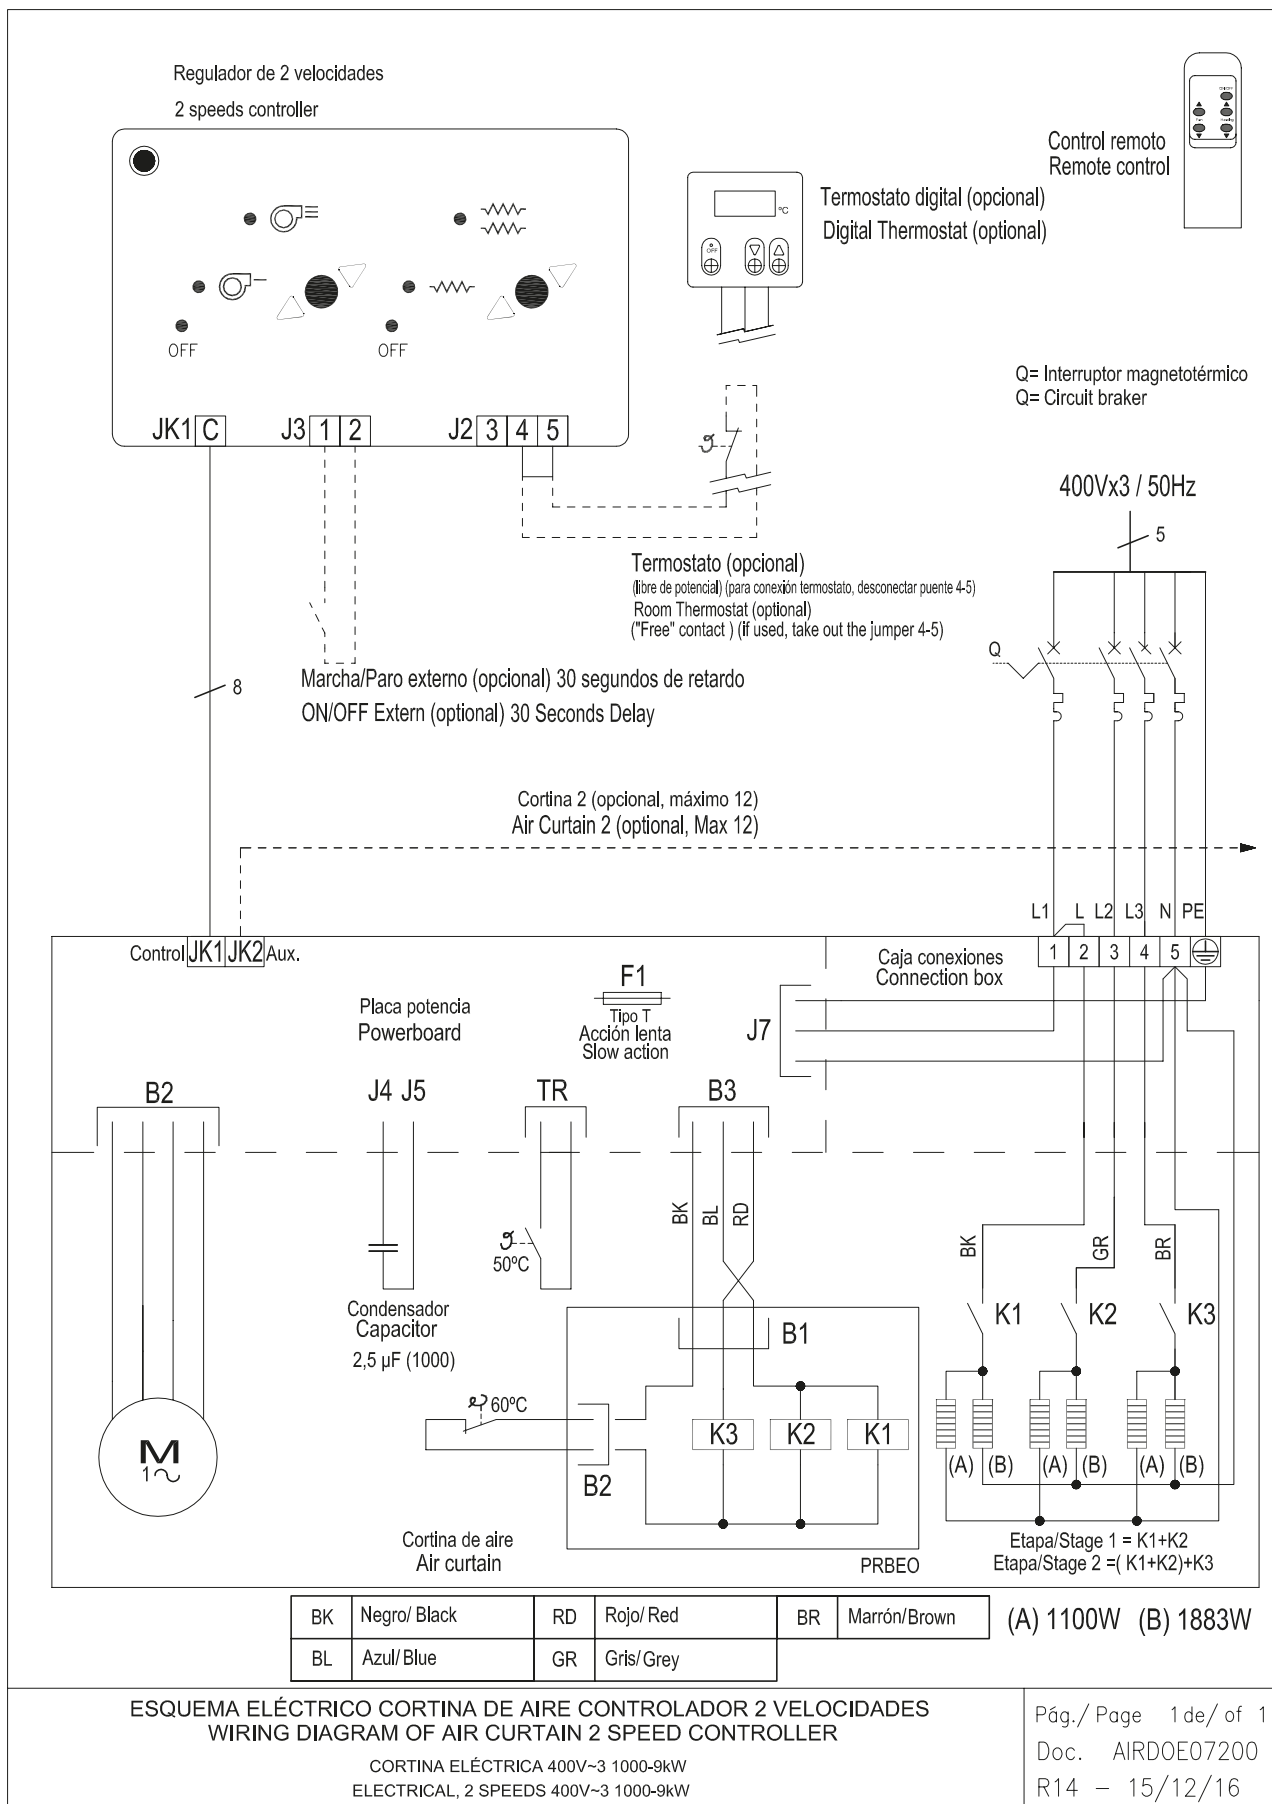 Regulador de 2 velocidades
2 speeds controller
ON/OFF
Fan
Heating
Control remoto
Remote control
ºC
OFF
Termostato digital (opcional)
Digital Thermostat (optional)
OFF
OFF
Q= Interruptor magnetotérmico
Q= Circuit braker
JK1 C
J3 1 2
J2 3 4 5
400Vx3 / 50Hz
5
Termostato (opcional)
(libre de potencial) (para conexión termostato, desconectar puente 4-5)
Room Thermostat (optional)
("Free" contact ) (if used, take out the jumper 4-5)
Q
8
Marcha/Paro externo (opcional) 30 segundos de retardo
ON/OFF Extern (optional) 30 Seconds Delay
Cortina 2 (opcional, máximo 12)
Air Curtain 2 (optional, Max 12)
L1 L L2 L3 N PE
Control JK1 JK2 Aux.
Caja conexiones
Connection box
1 2 3 4 5
F1
Tipo T
Acción lenta
Slow action
Placa potencia
Powerboard
J7
B2
J4 J5
TR
B3
BK BL RD
BK GR BR
50ºC
Condensador
Capacitor
2,5 µF (1000)
B1
K1 K2 K3
60ºC
K3 K2 K1
B2
(A) (B) (A) (B) (A) (B)
M
1
Cortina de aire
Air curtain
PRBEO
Etapa/Stage 1 = K1+K2
Etapa/Stage 2 =( K1+K2)+K3
BK Negro/ Black RD Rojo/ Red BR Marrón/Brown
BL Azul/ Blue GR Gris/ Grey
(A) 1100W (B) 1883W
ESQUEMA ELÉCTRICO CORTINA DE AIRE CONTROLADOR 2 VELOCIDADES
WIRING DIAGRAM OF AIR CURTAIN 2 SPEED CONTROLLER
CORTINA ELÉCTRICA 400V~3 1000-9kW
ELECTRICAL, 2 SPEEDS 400V~3 1000-9kW
Pág./ Page 1 de/ of 1
Doc. AIRDOE07200
R14 - 15/12/16